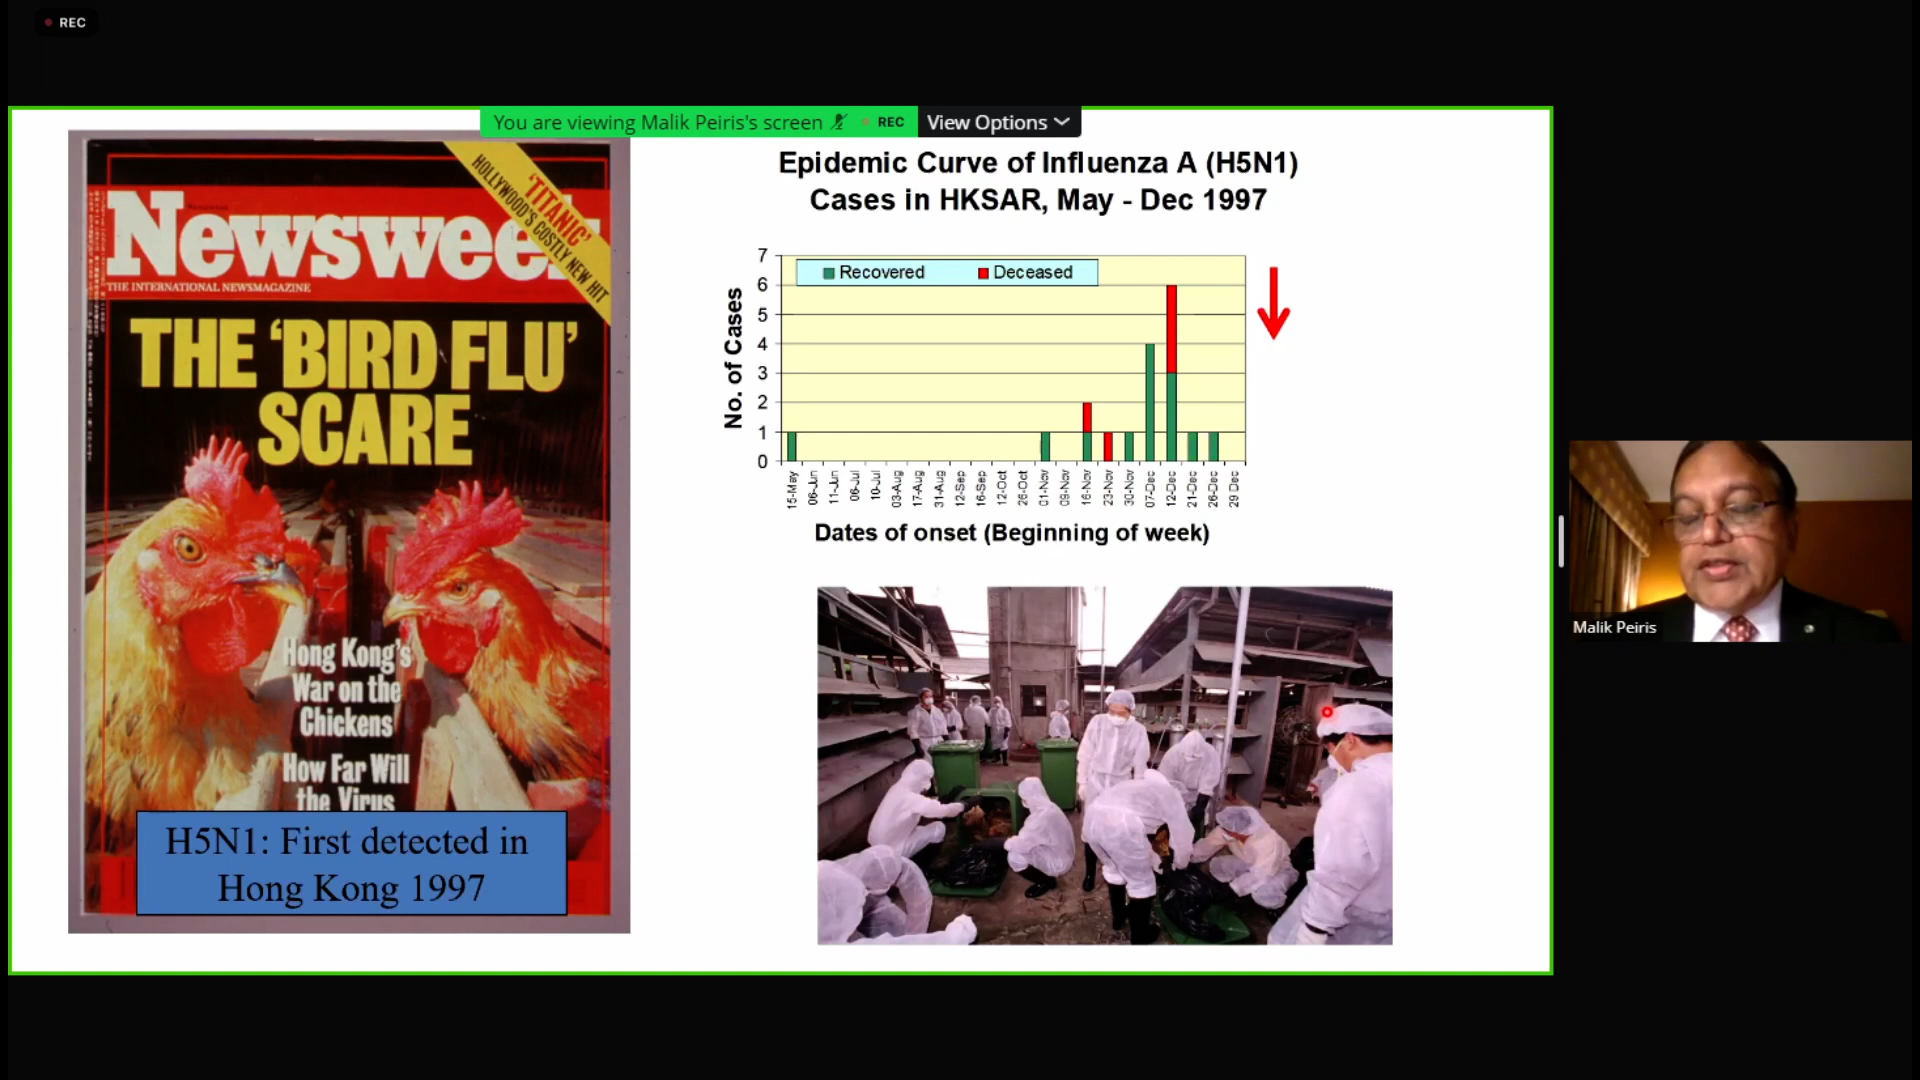 REC
You are viewing Malik Peiris's screen
REC
View Options
'TITANIC'
HOLLYWOOD'S COSTLY NEW HIT
Newsweek
THE INTERNATIONAL NEWSMAGAZINE
THE 'BIRD FLU'
SCARE
Hong Kong's
War on the
Chickens
How Far Will
the Virus
H5N1: First detected in
Hong Kong 1997
Epidemic Curve of Influenza A (H5N1)
Cases in HKSAR, May - Dec 1997
No. of Cases
7
6
5
4
3
2
1
0
Recovered
Deceased
15-May
06-Jun
11-Jun
06-Jul
10-Jul
03-Aug
17-Aug
31-Aug
12-Sep
16-Sep
12-Oct
26-Oct
01-Nov
09-Nov
16-Nov
23-Nov
30-Nov
07-Dec
12-Dec
21-Dec
26-Dec
29 Dec
Dates of onset (Beginning of week)
Malik Peiris